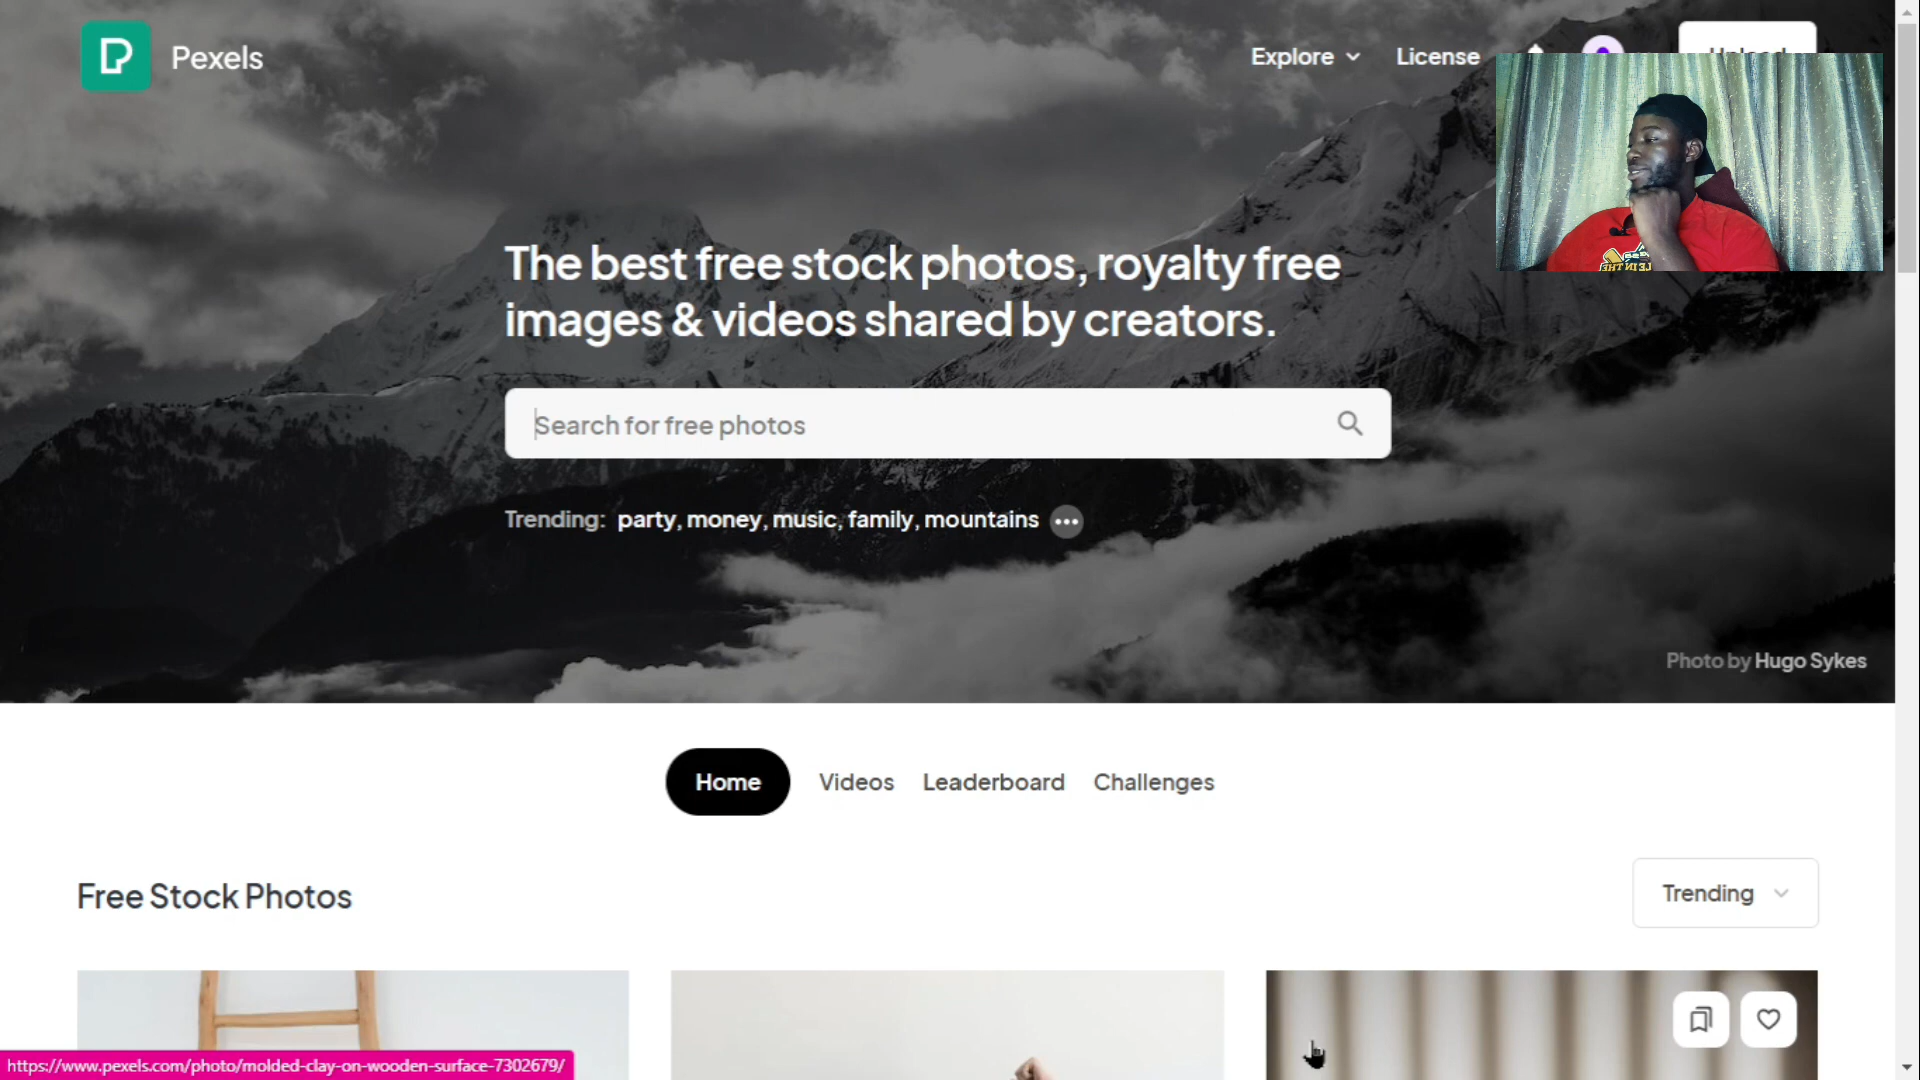 Pexels
Explore
License
Upload
The best free stock photos, royalty free
images & videos shared by creators.
Search for free photos
Trending: party, money, music, family, mountains
Photo by Hugo Sykes
Home
Videos
Leaderboard
Challenges
Free Stock Photos
Trending
https://www.pexels.com/photo/molded-clay-on-wooden-surface-7302679/